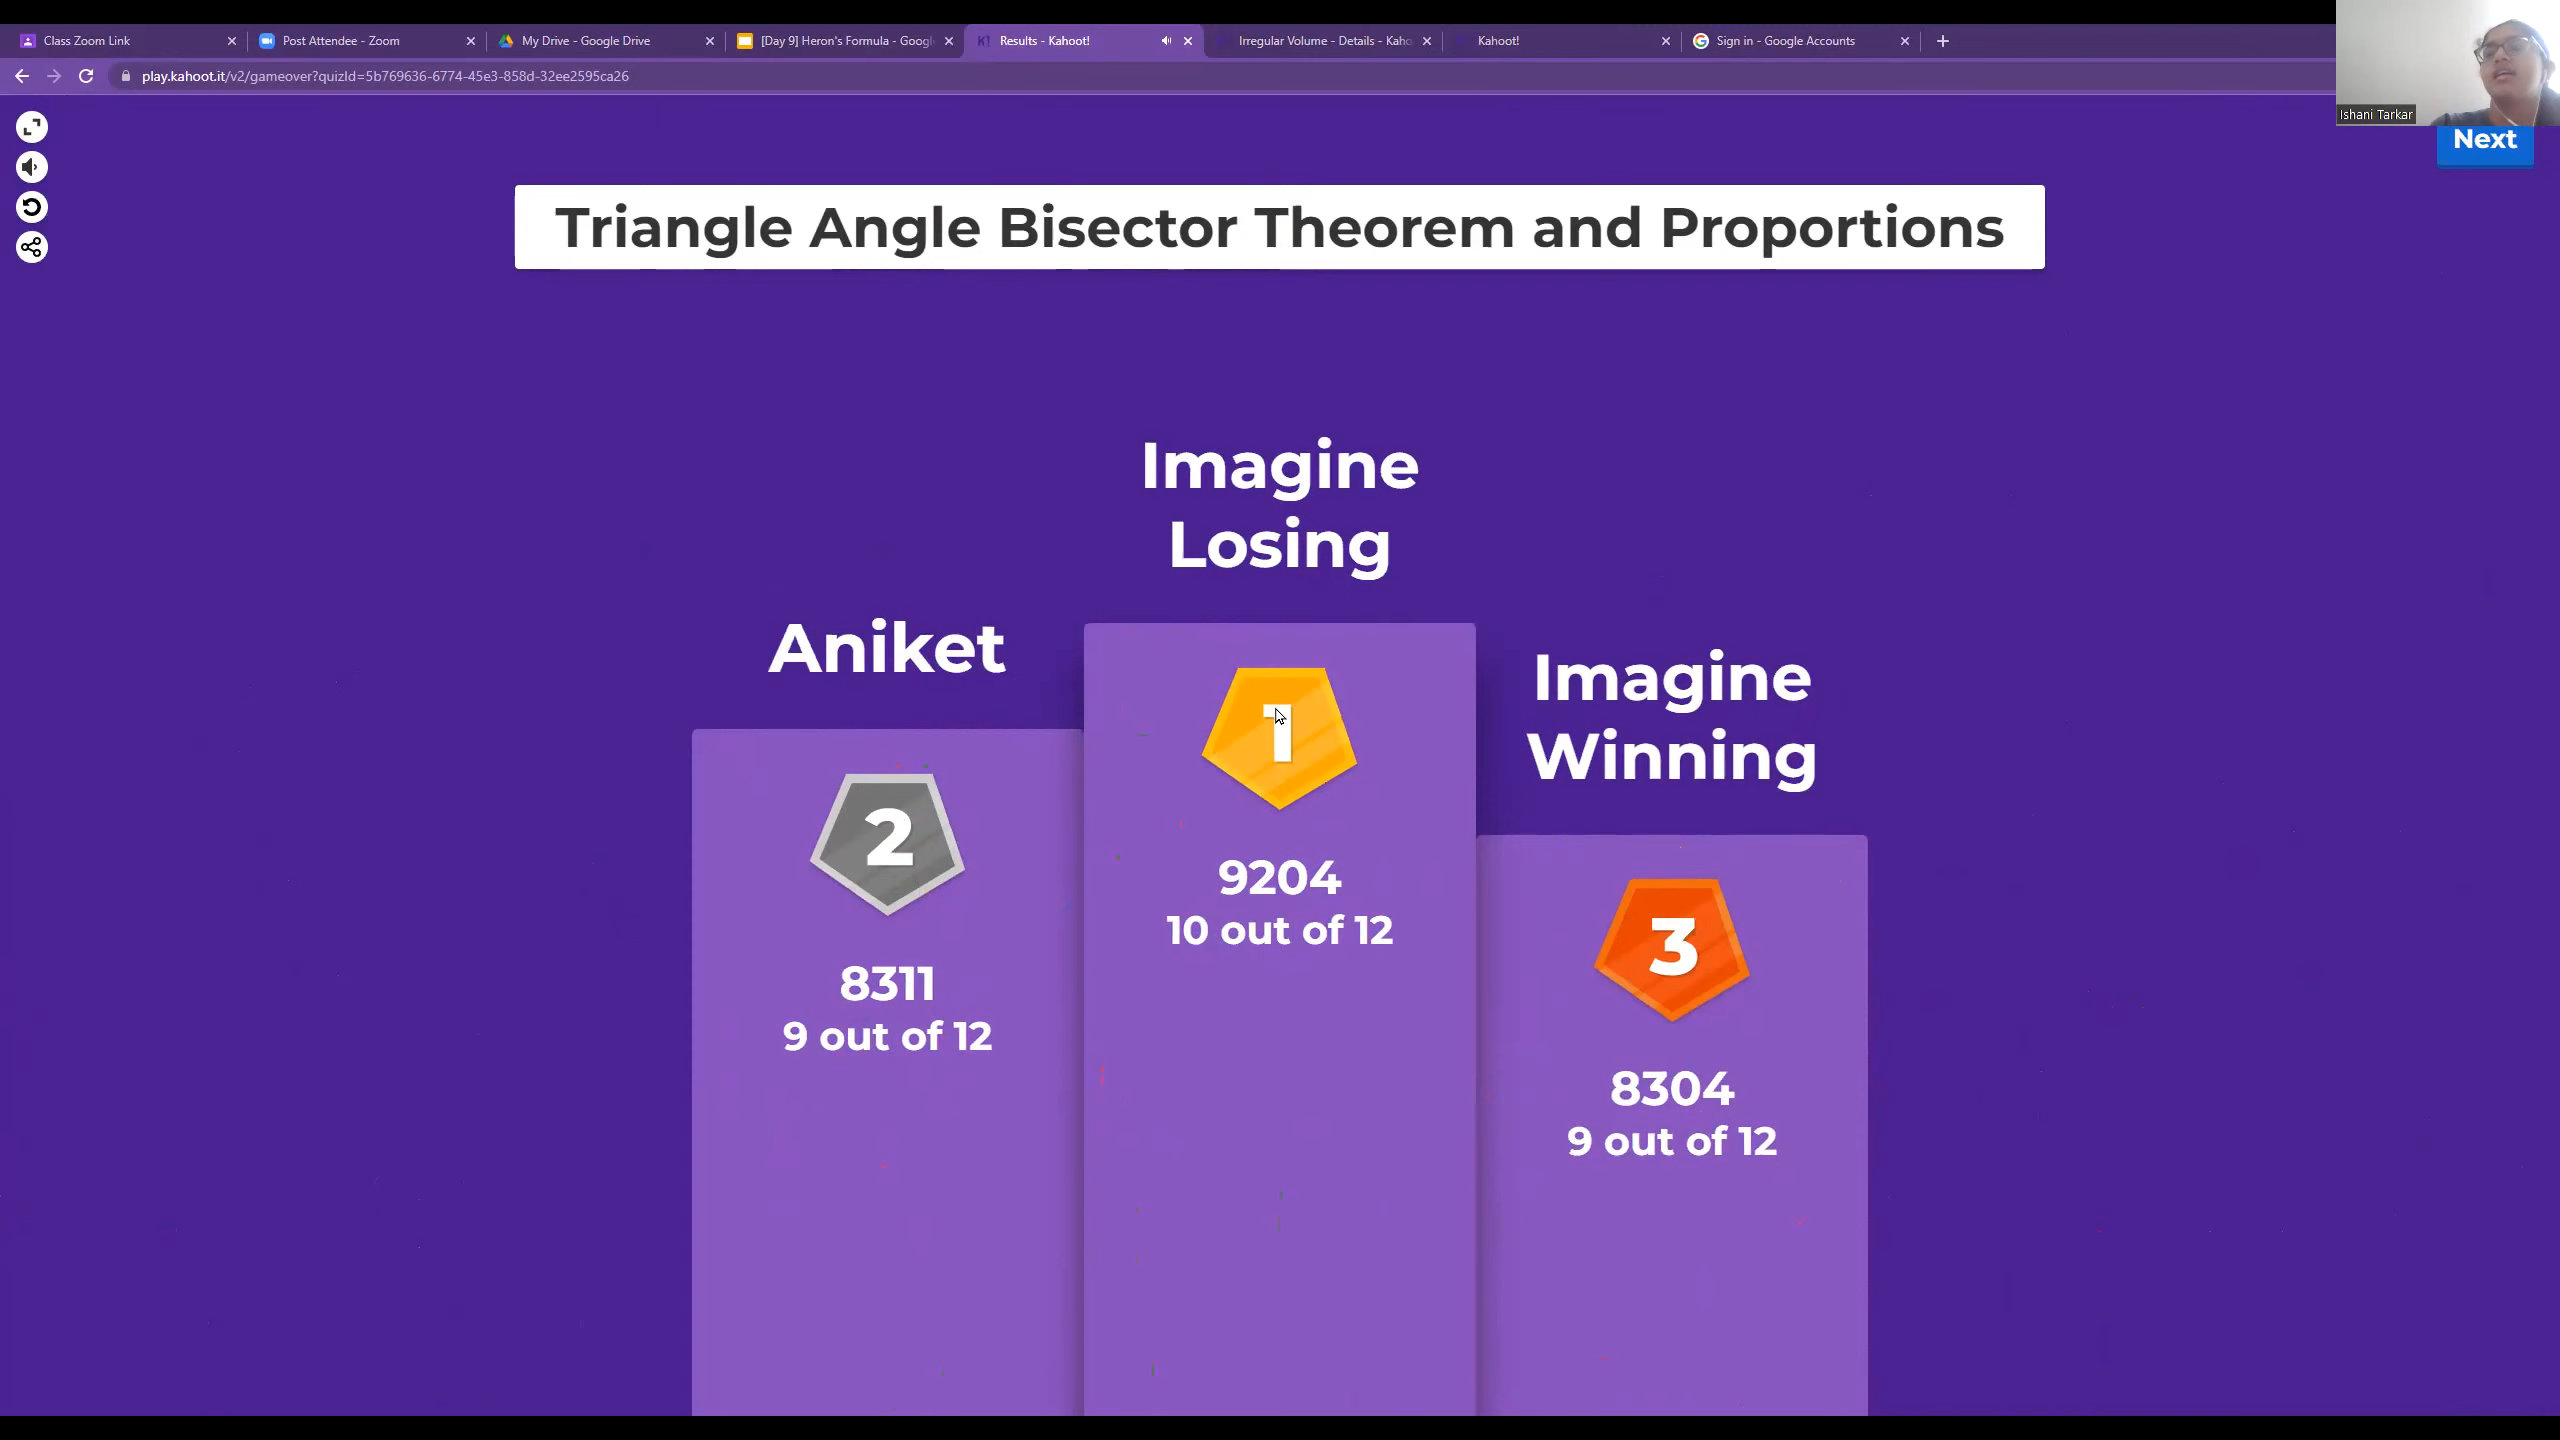 Class Zoom Link
Post Attendee - Zoom
My Drive - Google Drive
[Day 9] Heron's Formula - Googl
Results - Kahoot!
Irregular Volume - Details - Kaho
Kahoot!
Sign in - Google Accounts
play.kahoot.it/v2/gameover?quizId=5b769636-6774-45e3-858d-32ee2595ca26
Ishani Tarkar
Next
Triangle Angle Bisector Theorem and Proportions
Imagine
Losing
Aniket
Imagine
Winning
1
2
9204
10 out of 12
3
8311
9 out of 12
8304
9 out of 12